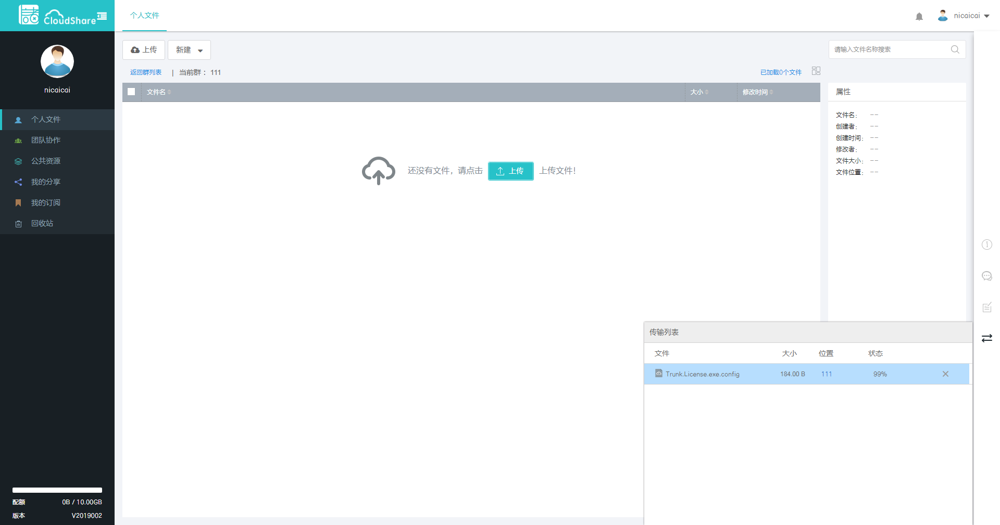 CloudShare
个人文件
nicaicai
nicaicai
个人文件
团队协作
公共资源
我的分享
我的订阅
回收站
配额 0B / 10.00GB
版本 V2019002
上传 新建
请输入文件名称搜索
返回群列表 | 当前群： 111
已加载0个文件
文件名 大小 修改时间
还没有文件，请点击 上传 上传文件！
属性
文件名： --
创建者： --
创建时间： --
修改者： --
文件大小： --
文件位置： --
传输列表
文件 大小 位置 状态
Trunk.License.exe.config 184.00 B 111 99%